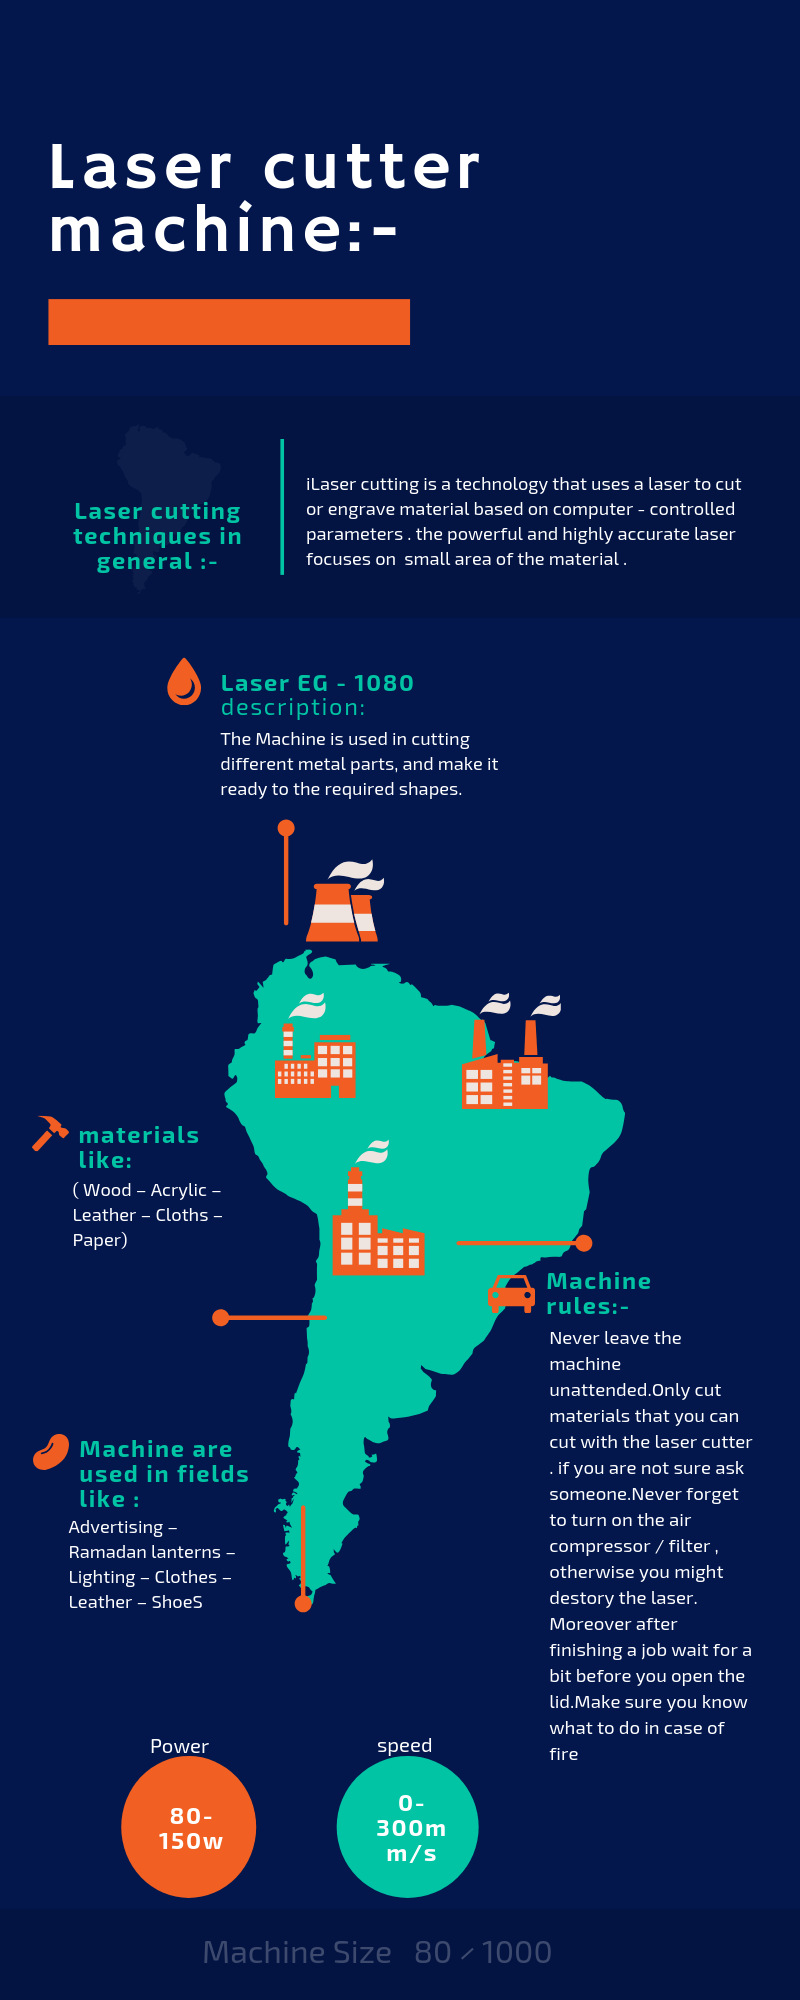 Laser cutter
machine:-
Laser cutting
techniques in
general :-
iLaser cutting is a technology that uses a laser to cut
or engrave material based on computer - controlled
parameters . the powerful and highly accurate laser
focuses on  small area of the material .
Laser EG - 1080
description:
The Machine is used in cutting
different metal parts, and make it
ready to the required shapes.
materials
like:
( Wood – Acrylic –
Leather – Cloths –
Paper)
Machine
rules:-
Never leave the
machine
unattended.Only cut
materials that you can
cut with the laser cutter
. if you are not sure ask
someone.Never forget
to turn on the air
compressor / filter ,
otherwise you might
destory the laser.
Moreover after
finishing a job wait for a
bit before you open the
lid.Make sure you know
what to do in case of
fire
Machine are
used in fields
like :
Advertising –
Ramadan lanterns –
Lighting – Clothes –
Leather – ShoeS
Power
80-
150w
speed
0-
300m
m/s
Machine Size   80 ⁄ 1000